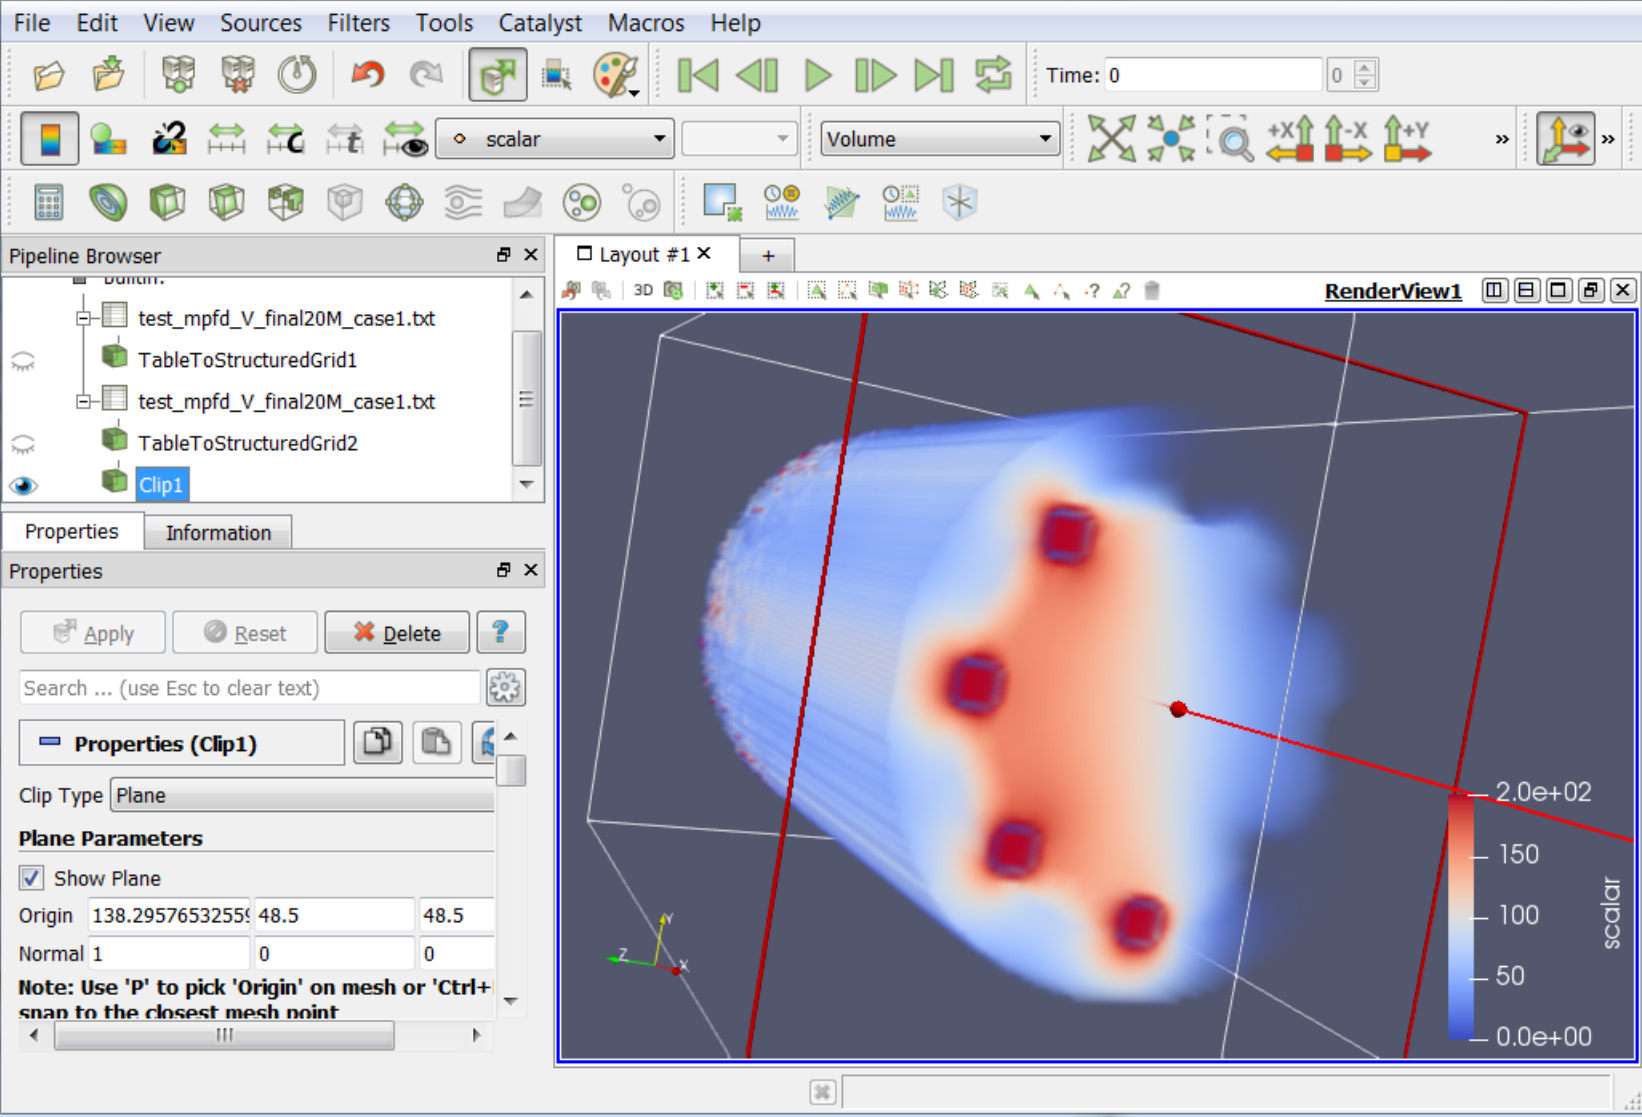 File Edit View Sources Filters Tools Catalyst Macros Help
Time: 0 0
scalar Volume +X -X +Y »  »
Pipeline Browser
Layout #1 +
builtin:
3D RenderView1
test_mpfd_V_final20M_case1.txt
TableToStructuredGrid1
test_mpfd_V_final20M_case1.txt
TableToStructuredGrid2
Clip1
Properties Information
Properties
Apply Reset Delete ?
Search ... (use Esc to clear text)
Properties (Clip1)
Clip Type Plane
Plane Parameters
Show Plane
Origin 138.29576532559 48.5 48.5
Normal 1 0 0
Note: Use 'P' to pick 'Origin' on mesh or 'Ctrl+
snap to the closest mesh point
Y
Z
X
2.0e+02
150
100
50
0.0e+00
scalar